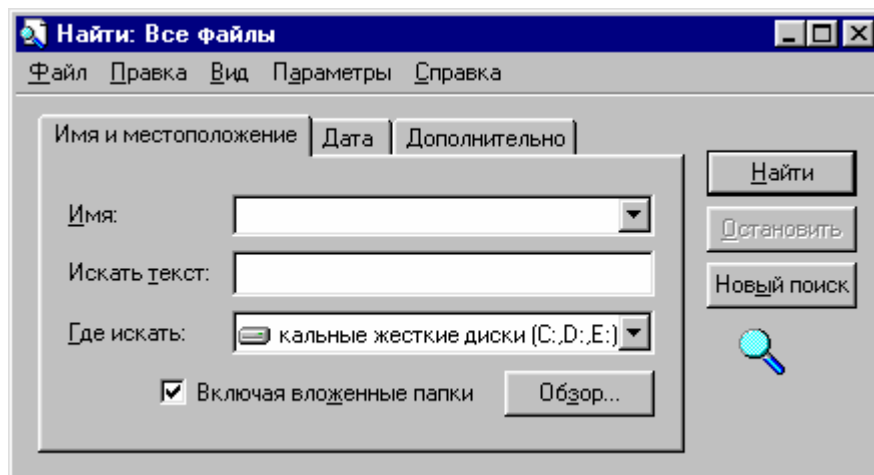 Найти: Все файлы
Файл Правка Вид Параметры Справка
Имя и местоположение Дата Дополнительно
Найти
Имя:
Остановить
Искать текст:
Новый поиск
Где искать: кальные жесткие диски (C:,D:,E:)
Включая вложенные папки Обзор...